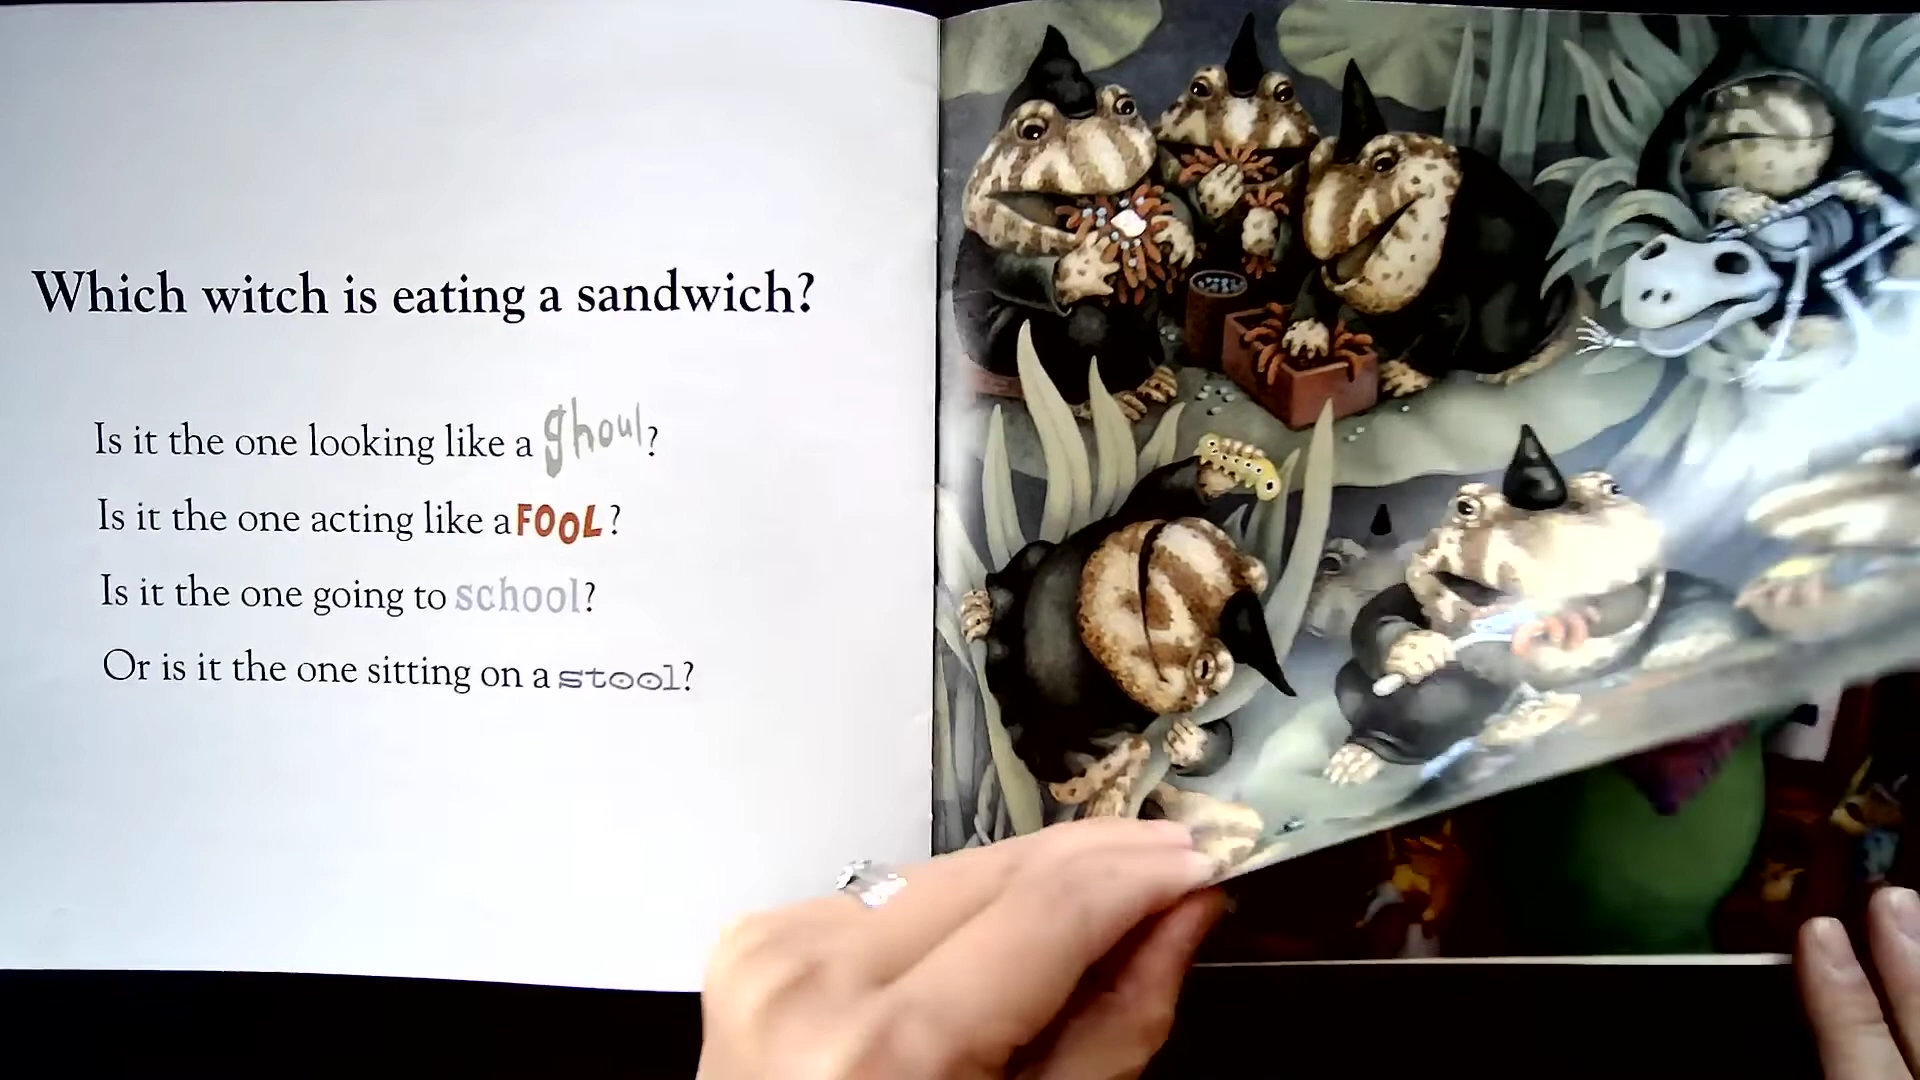 Which witch is eating a sandwich?
Is it the one looking like a ghoul?
Is it the one acting like a FOOL?
Is it the one going to school?
Or is it the one sitting on a stool?